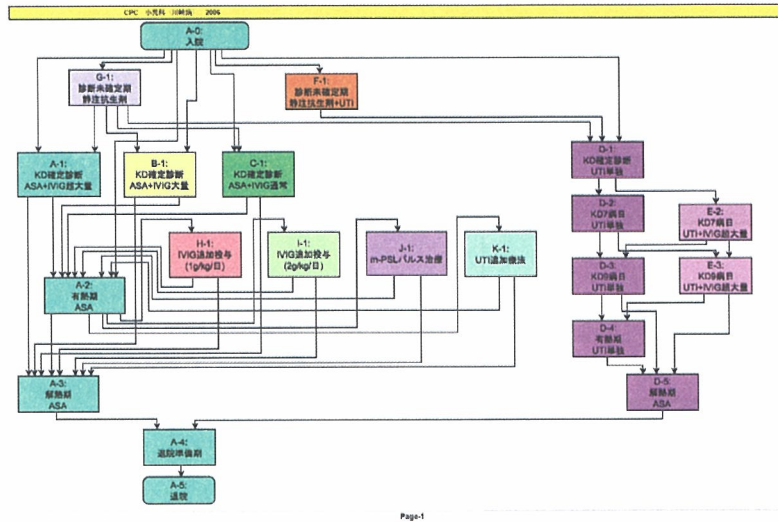 CPC 小児科 川崎病 2006
A-0:
入院
G-1:
診断未確定期
静注抗生剤
F-1:
診断未確定期
静注抗生剤+UTI
A-1:
KD確定診断
ASA+IVIG超大量
B-1:
KD確定診断
ASA+IVIG大量
C-1:
KD確定診断
ASA+IVIG通常
D-1:
KD確定診断
UTI単独
D-2:
KD7病日
UTI単独
E-2:
KD7病日
UTI+IVIG超大量
H-1:
IVIG追加投与
(1g/kg/日)
I-1:
IVIG追加投与
(2g/kg/日)
J-1:
m-PSLパルス治療
K-1:
UTI追加療法
A-2:
有熱期
ASA
D-3:
KD9病日
UTI単独
E-3:
KD9病日
UTI+IVIG超大量
D-4:
有熱期
UTI単独
A-3:
解熱期
ASA
D-5:
解熱期
ASA
A-4:
退院準備期
A-5:
退院
Page-1